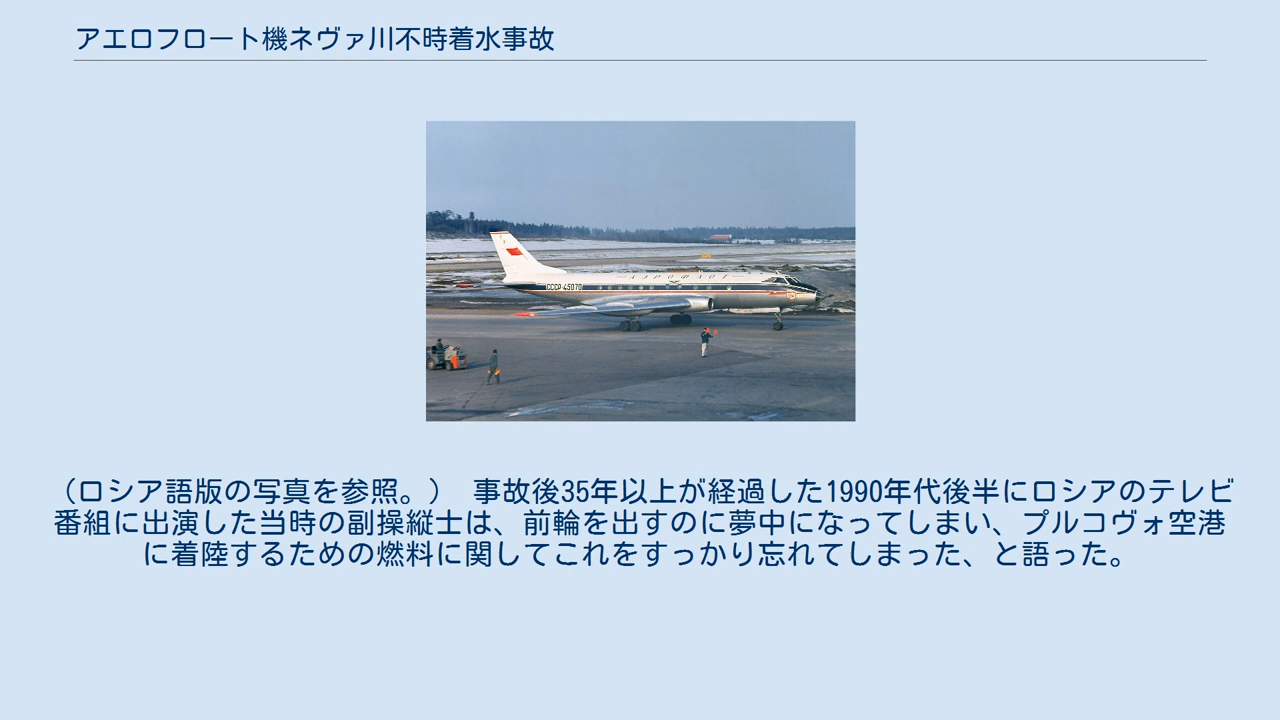 アエロフロート機ネヴァ川不時着水事故
АЭРОФЛОТ
СССР-45070
（ロシア語版の写真を参照。） 事故後35年以上が経過した1990年代後半にロシアのテレビ
番組に出演した当時の副操縦士は、前輪を出すのに夢中になってしまい、プルコヴォ空港
に着陸するための燃料に関してこれをすっかり忘れてしまった、と語った。